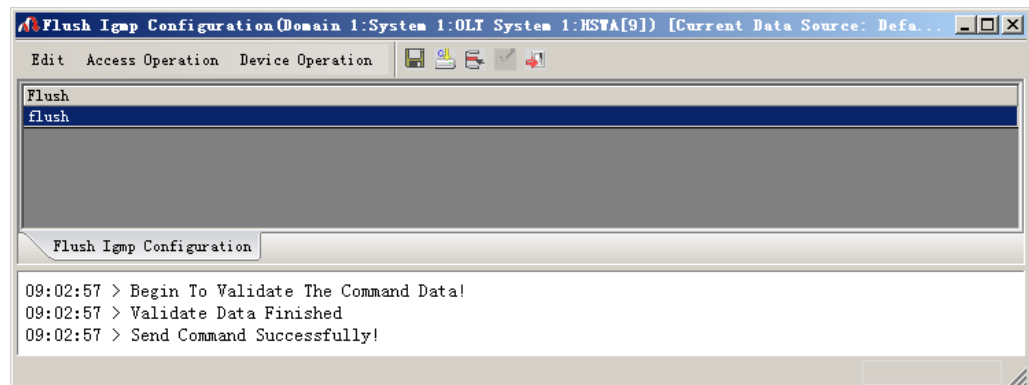 Flush Igmp Configuration(Domain 1:System 1:OLT System 1:HSWA[9]) [Current Data Source: Defa...
Edit Access Operation Device Operation
Flush
flush
Flush Igmp Configuration
09:02:57 > Begin To Validate The Command Data!
09:02:57 > Validate Data Finished
09:02:57 > Send Command Successfully!